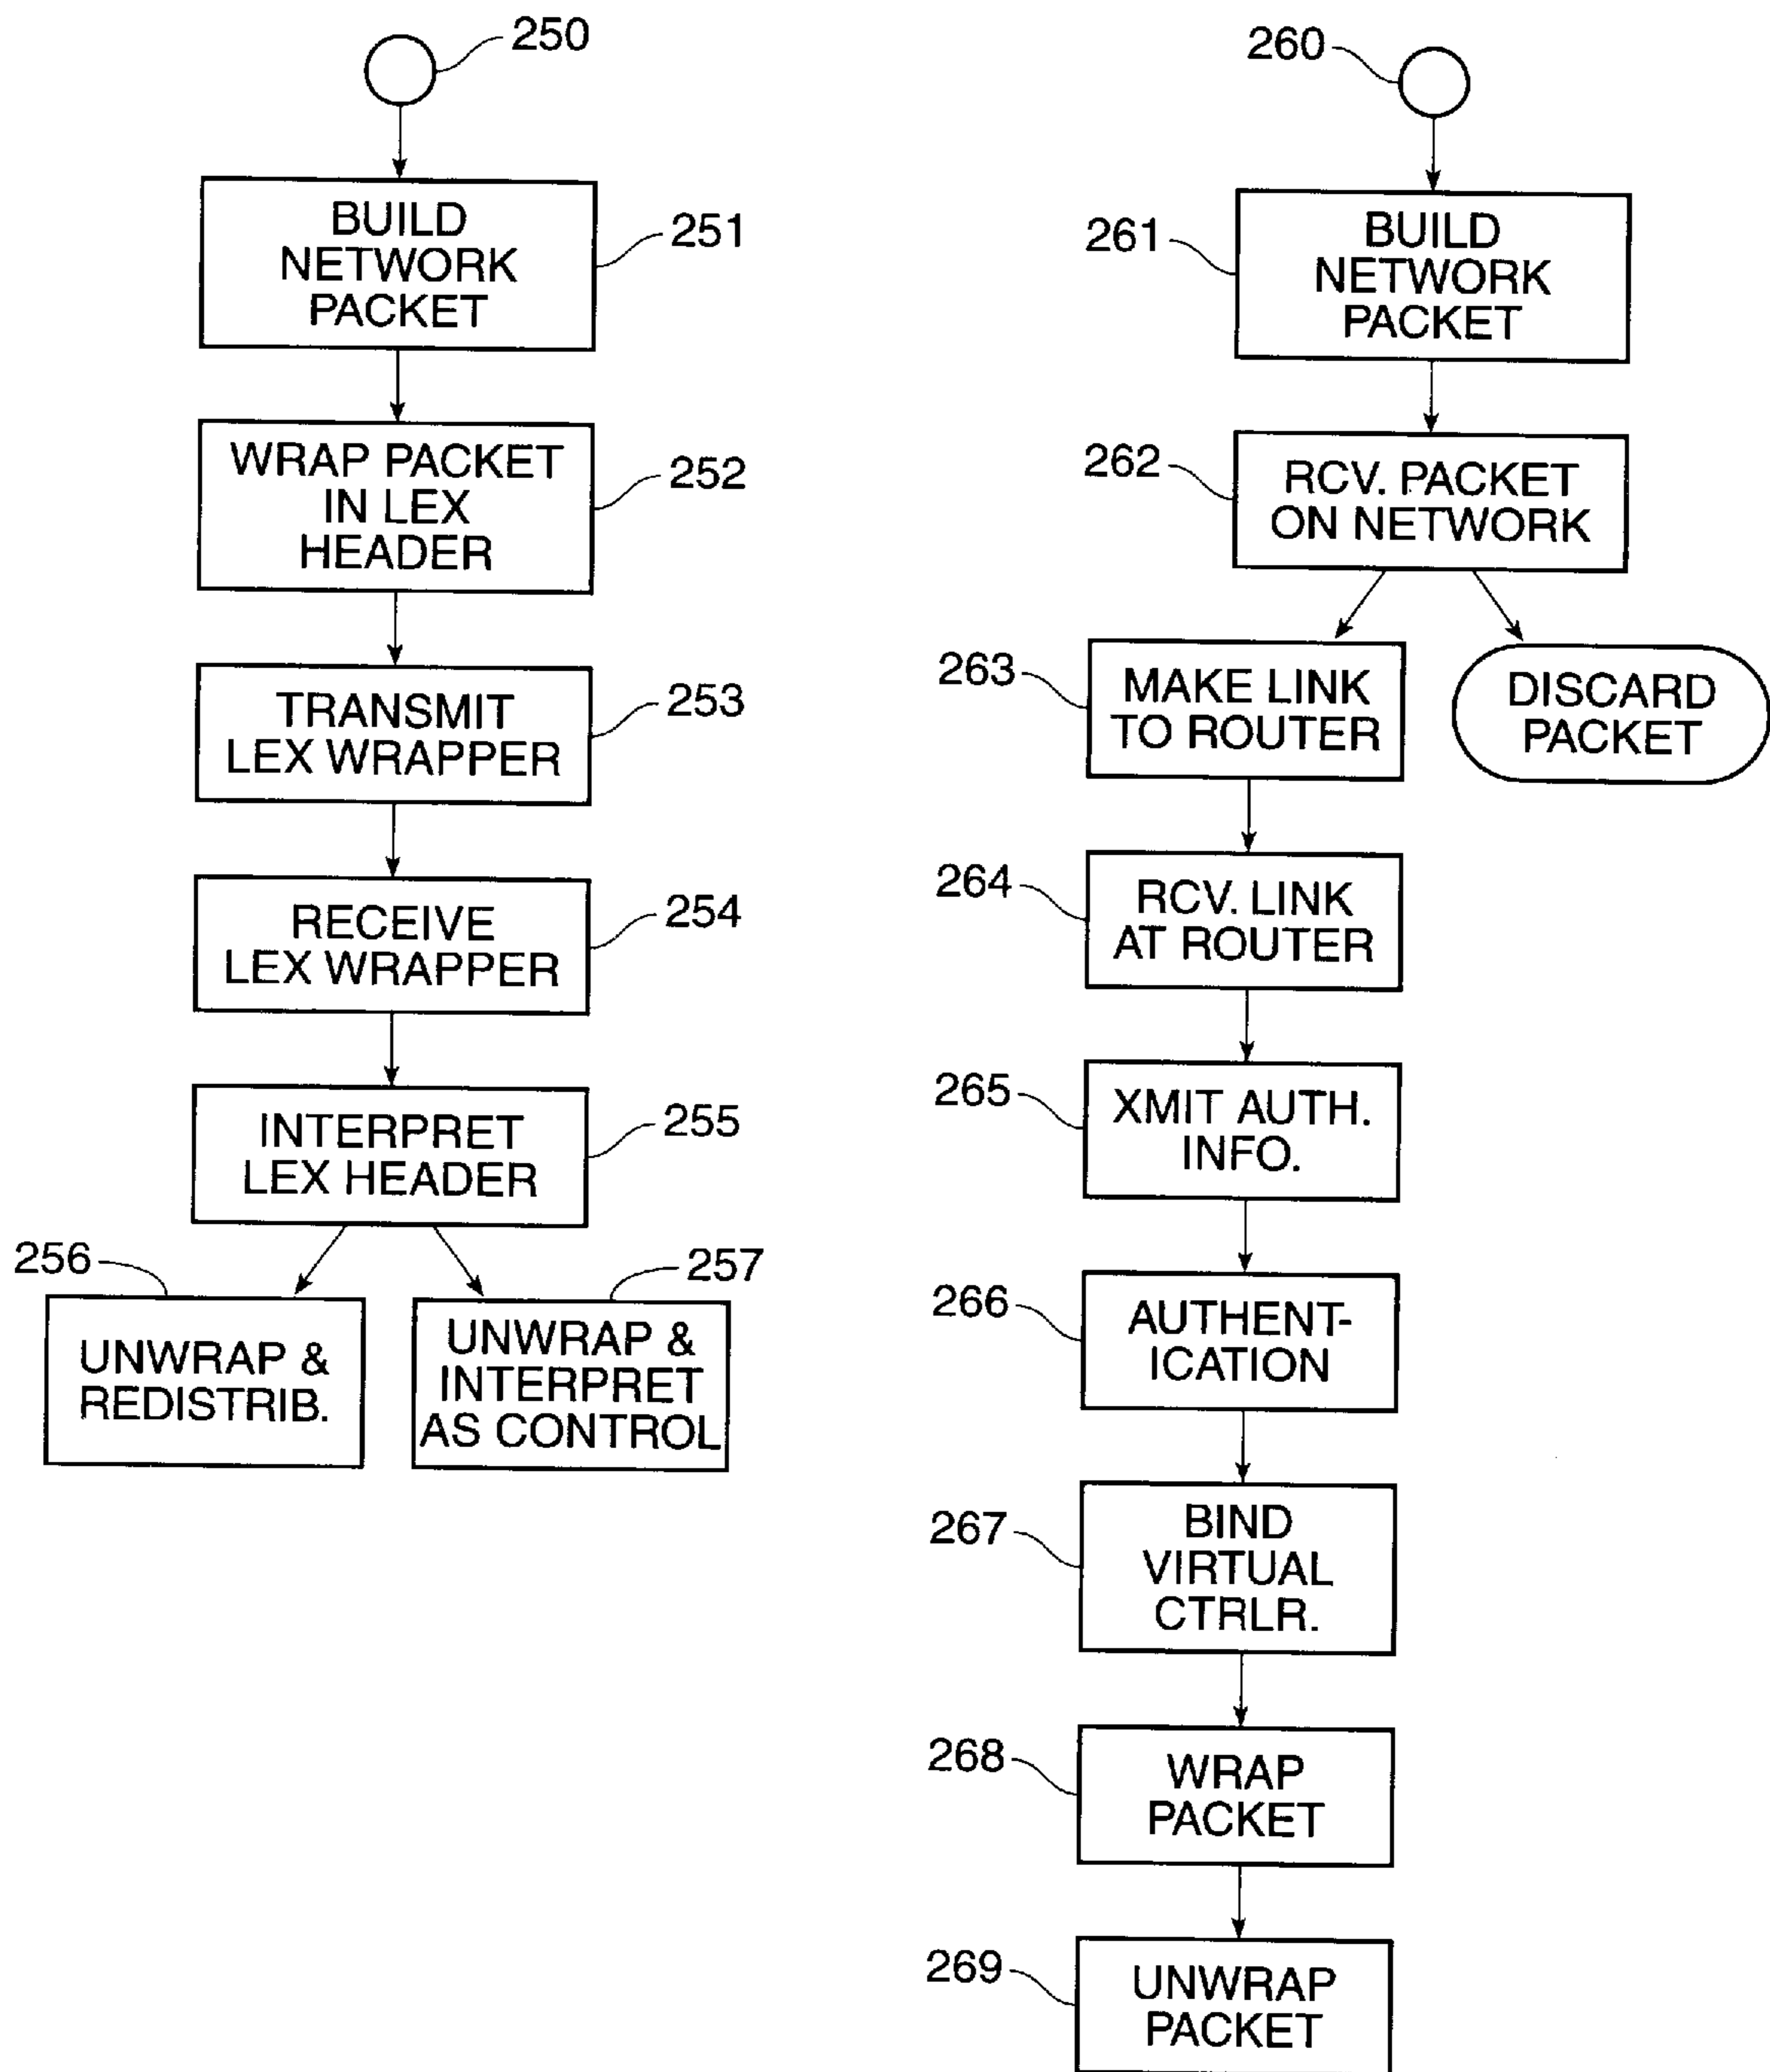 250
BUILD
NETWORK
PACKET
251
WRAP PACKET
IN LEX
HEADER
252
TRANSMIT
LEX WRAPPER
253
RECEIVE
LEX WRAPPER
254
INTERPRET
LEX HEADER
255
256
UNWRAP &
REDISTRIB.
257
UNWRAP &
INTERPRET
AS CONTROL
260
261
BUILD
NETWORK
PACKET
262
RCV. PACKET
ON NETWORK
263
MAKE LINK
TO ROUTER
DISCARD
PACKET
264
RCV. LINK
AT ROUTER
265
XMIT AUTH.
INFO.
266
AUTHENT-
ICATION
267
BIND
VIRTUAL
CTRLR.
268
WRAP
PACKET
269
UNWRAP
PACKET